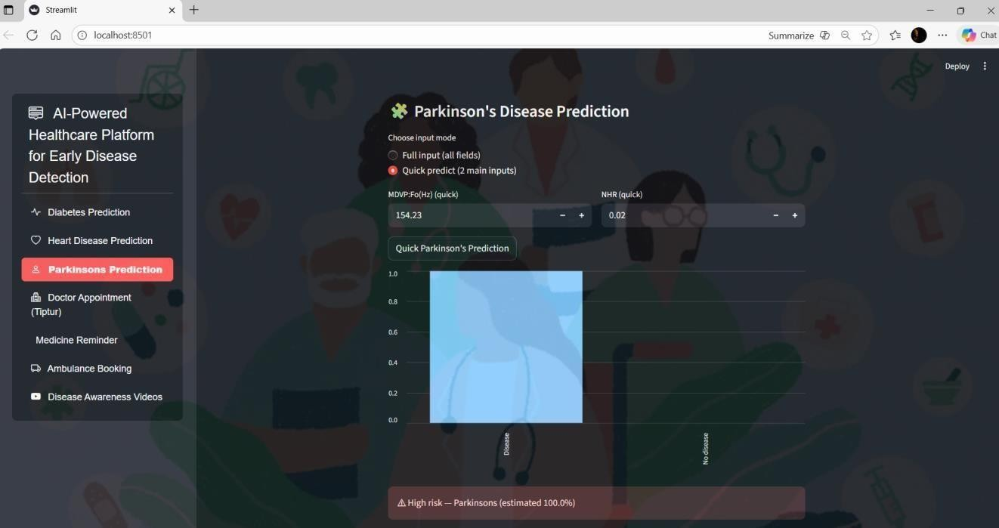 Streamlit
localhost:8501
Summarize
Chat
Deploy
AI-Powered
Healthcare Platform
for Early Disease
Detection
Diabetes Prediction
Heart Disease Prediction
Parkinsons Prediction
Doctor Appointment
(Tiptur)
Medicine Reminder
Ambulance Booking
Disease Awareness Videos
Parkinson's Disease Prediction
Choose input mode
Full input (all fields)
Quick predict (2 main inputs)
MDVP:Fo(Hz) (quick)
NHR (quick)
154.23
0.02
Quick Parkinson's Prediction
1.0
0.8
0.6
0.4
0.2
0.0
Disease
No disease
⚠ High risk — Parkinsons (estimated 100.0%)